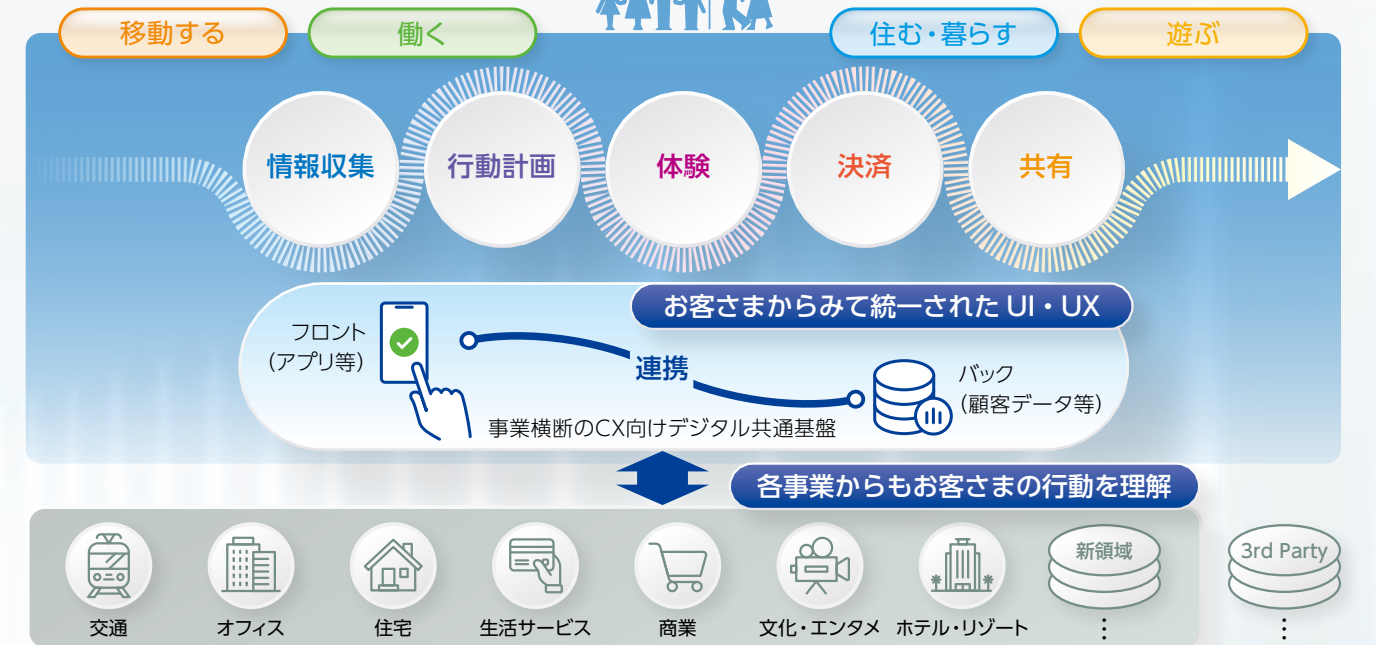 移動する
働く
住む・暮らす
遊ぶ
情報収集
行動計画
体験
決済
共有
お客さまからみて統一された UI・UX
フロント
(アプリ等)
連携
バック
(顧客データ等)
事業横断のCX向けデジタル共通基盤
各事業からもお客さまの行動を理解
新領域
3rd Party
交通
オフィス
住宅
生活サービス
商業
文化・エンタメ
ホテル・リゾート
⋮
⋮